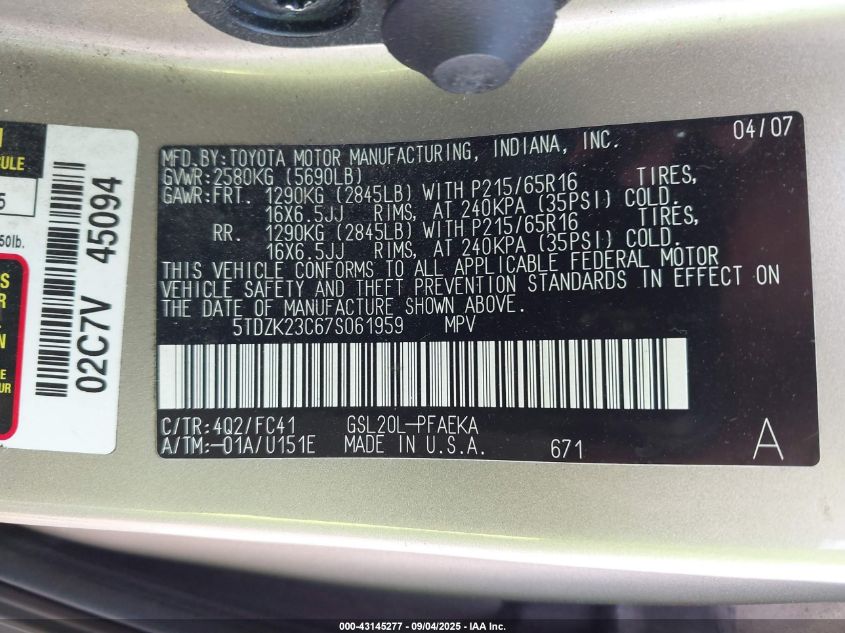 04/07
MFD.BY:TOYOTA MOTOR MANUFACTURING, INDIANA, INC.
GVWR:2580KG (5690LB)
GAWR:FRT. 1290KG (2845LB) WITH P215/65R16 TIRES,
16X6.5JJ RIMS, AT 240KPA (35PSI) COLD.
RR. 1290KG (2845LB) WITH P215/65R16 TIRES,
16X6.5JJ RIMS, AT 240KPA (35PSI) COLD.
THIS VEHICLE CONFORMS TO ALL APPLICABLE FEDERAL MOTOR
VEHICLE SAFETY AND THEFT PREVENTION STANDARDS IN EFFECT ON
THE DATE OF MANUFACTURE SHOWN ABOVE.
5TDZK23C67S061959 MPV
C/TR:4Q2/FC41 GSL20L-PFAEKA
A/TM:-01A/U151E MADE IN U.S.A. 671 A
02C7V 45094
50lb.
000-43145277 - 09/04/2025 - IAA Inc.